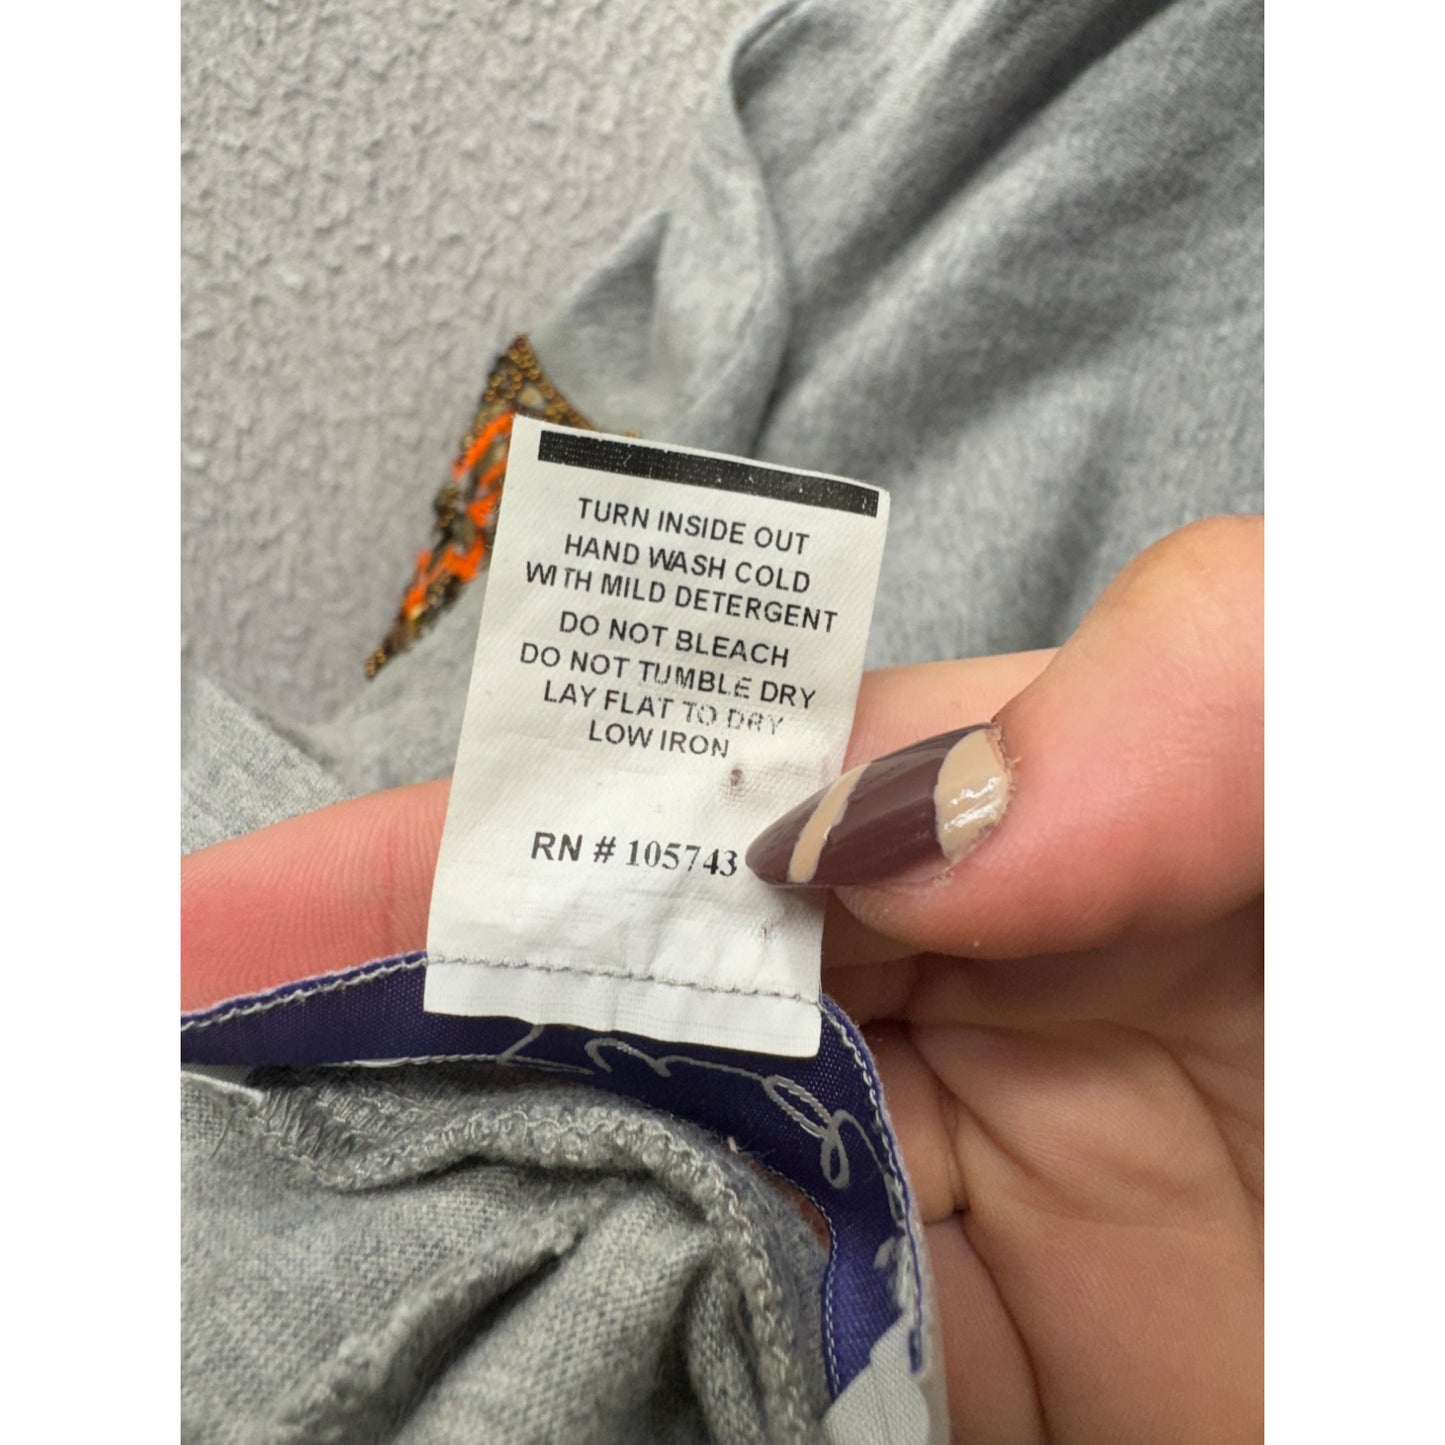 TURN INSIDE OUT
HAND WASH COLD
WITH MILD DETERGENT
DO NOT BLEACH
DO NOT TUMBLE DRY
LAY FLAT TO DRY
LOW IRON
RN # 105743